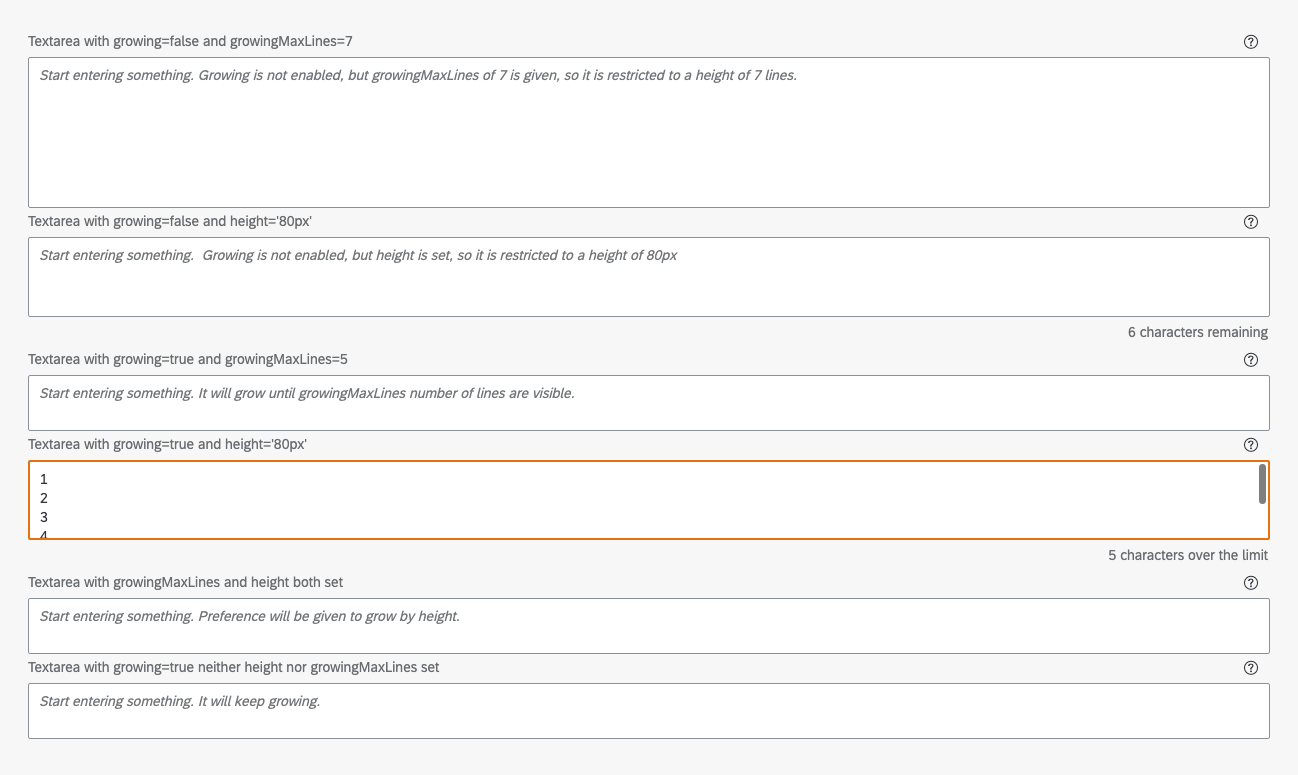 Textarea with growing=false and growingMaxLines=7
Start entering something. Growing is not enabled, but growingMaxLines of 7 is given, so it is restricted to a height of 7 lines.
Textarea with growing=false and height='80px'
Start entering something.  Growing is not enabled, but height is set, so it is restricted to a height of 80px
6 characters remaining
Textarea with growing=true and growingMaxLines=5
Start entering something. It will grow until growingMaxLines number of lines are visible.
Textarea with growing=true and height='80px'
1
2
3
4
5 characters over the limit
Textarea with growingMaxLines and height both set
Start entering something. Preference will be given to grow by height.
Textarea with growing=true neither height nor growingMaxLines set
Start entering something. It will keep growing.